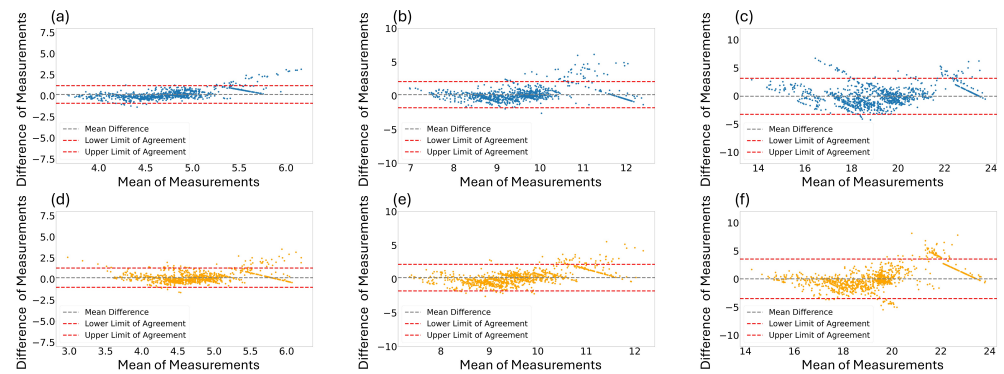 (a)
Difference of Measurements
7.5
5.0
2.5
0.0
−2.5
−5.0
−7.5
Mean Difference
Lower Limit of Agreement
Upper Limit of Agreement
4.0 4.5 5.0 5.5 6.0
Mean of Measurements
(b)
Difference of Measurements
10
5
0
−5
−10
Mean Difference
Lower Limit of Agreement
Upper Limit of Agreement
7 8 9 10 11 12
Mean of Measurements
(c)
Difference of Measurements
10
5
0
−5
−10
Mean Difference
Lower Limit of Agreement
Upper Limit of Agreement
14 16 18 20 22 24
Mean of Measurements
(d)
Difference of Measurements
7.5
5.0
2.5
0.0
−2.5
−5.0
−7.5
Mean Difference
Lower Limit of Agreement
Upper Limit of Agreement
3.0 3.5 4.0 4.5 5.0 5.5 6.0
Mean of Measurements
(e)
Difference of Measurements
10
5
0
−5
−10
Mean Difference
Lower Limit of Agreement
Upper Limit of Agreement
8 9 10 11 12
Mean of Measurements
(f)
Difference of Measurements
10
5
0
−5
−10
Mean Difference
Lower Limit of Agreement
Upper Limit of Agreement
14 16 18 20 22 24
Mean of Measurements